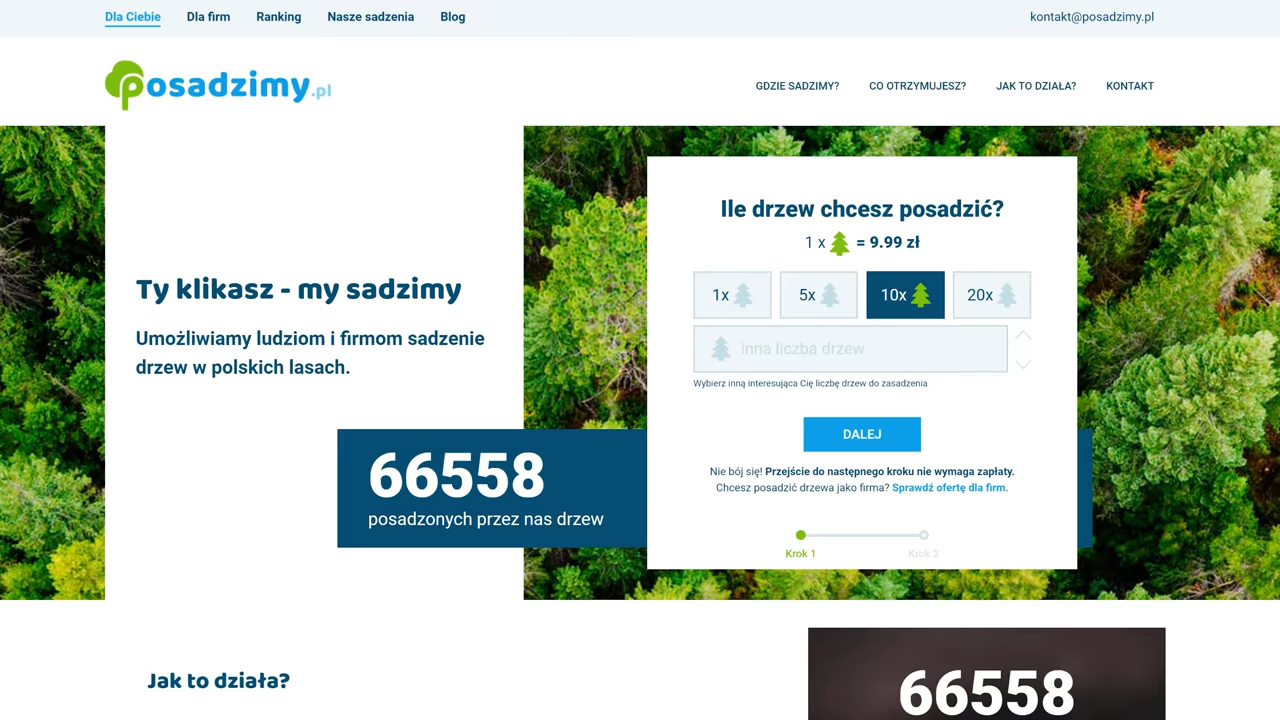 Dla Ciebie Dla firm Ranking Nasze sadzenia Blog kontakt@posadzimy.pl
posadzimy.pl
GDZIE SADZIMY? CO OTRZYMUJESZ? JAK TO DZIAŁA? KONTAKT
Ty klikasz - my sadzimy
Umożliwiamy ludziom i firmom sadzenie
drzew w polskich lasach.
66558
posadzonych przez nas drzew
Ile drzew chcesz posadzić?
1 x = 9.99 zł
1x 5x 10x 20x
inna liczba drzew
Wybierz inną interesująca Cię liczbę drzew do zasadzenia
DALEJ
Nie bój się! Przejście do następnego kroku nie wymaga zapłaty.
Chcesz posadzić drzewa jako firma? Sprawdź ofertę dla firm.
Krok 1 Krok 2
Jak to działa?
66558